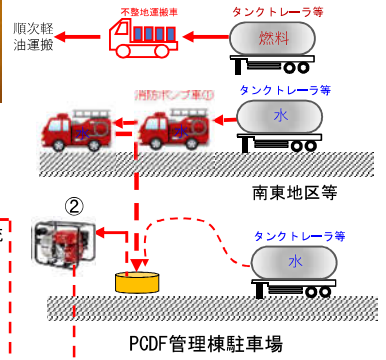 不整地運搬車
タンクトレーラ等
順次軽
油運搬
燃料
消防ポンプ車①
タンクトレーラ等
水
水
水
南東地区等
②
タンクトレーラ等
水
PCDF管理棟駐車場